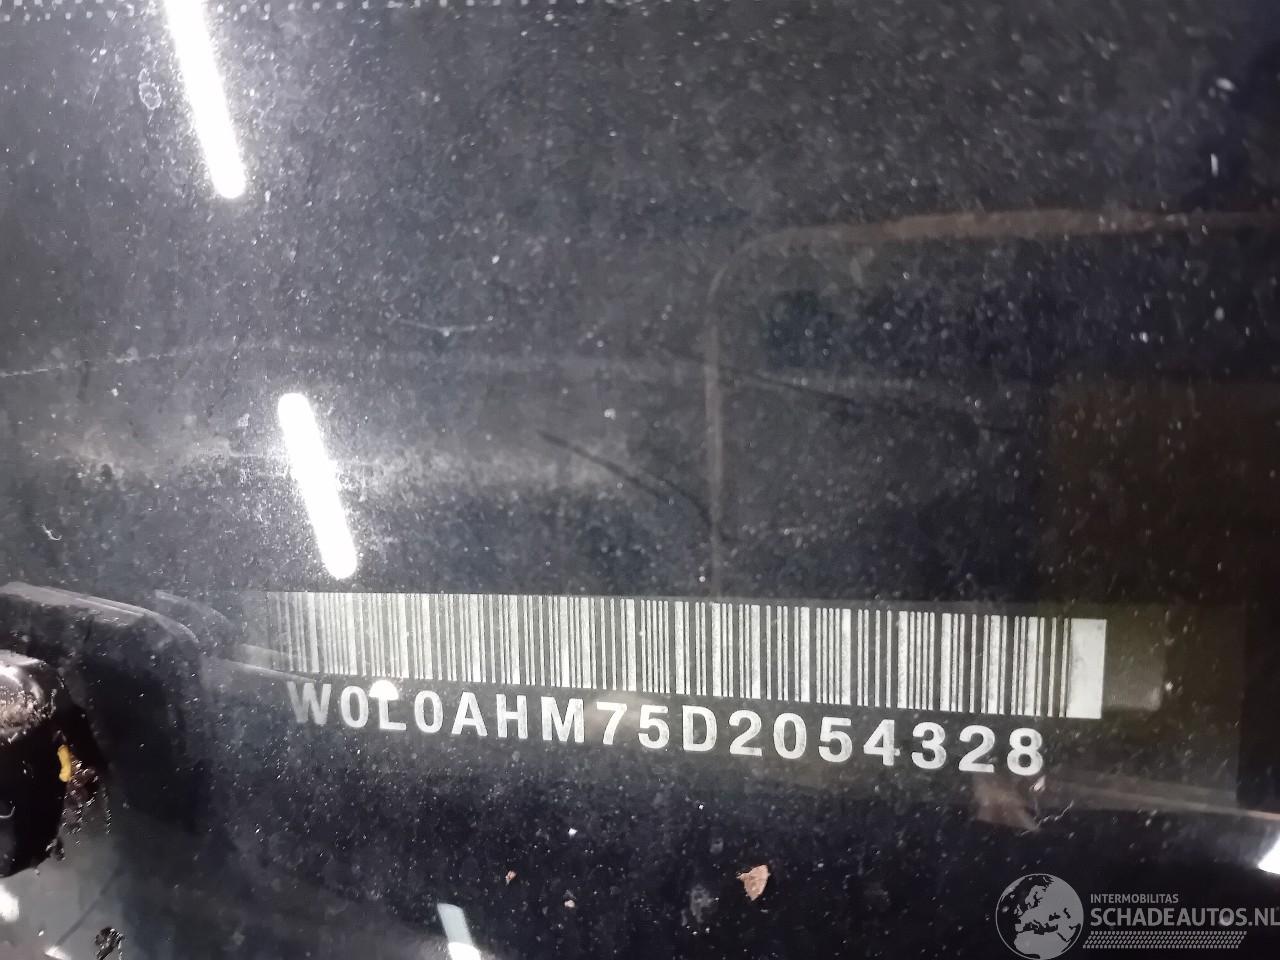 W0L0AHM75D2054328
INTERMOBILITAS
SCHADEAUTOS.NL